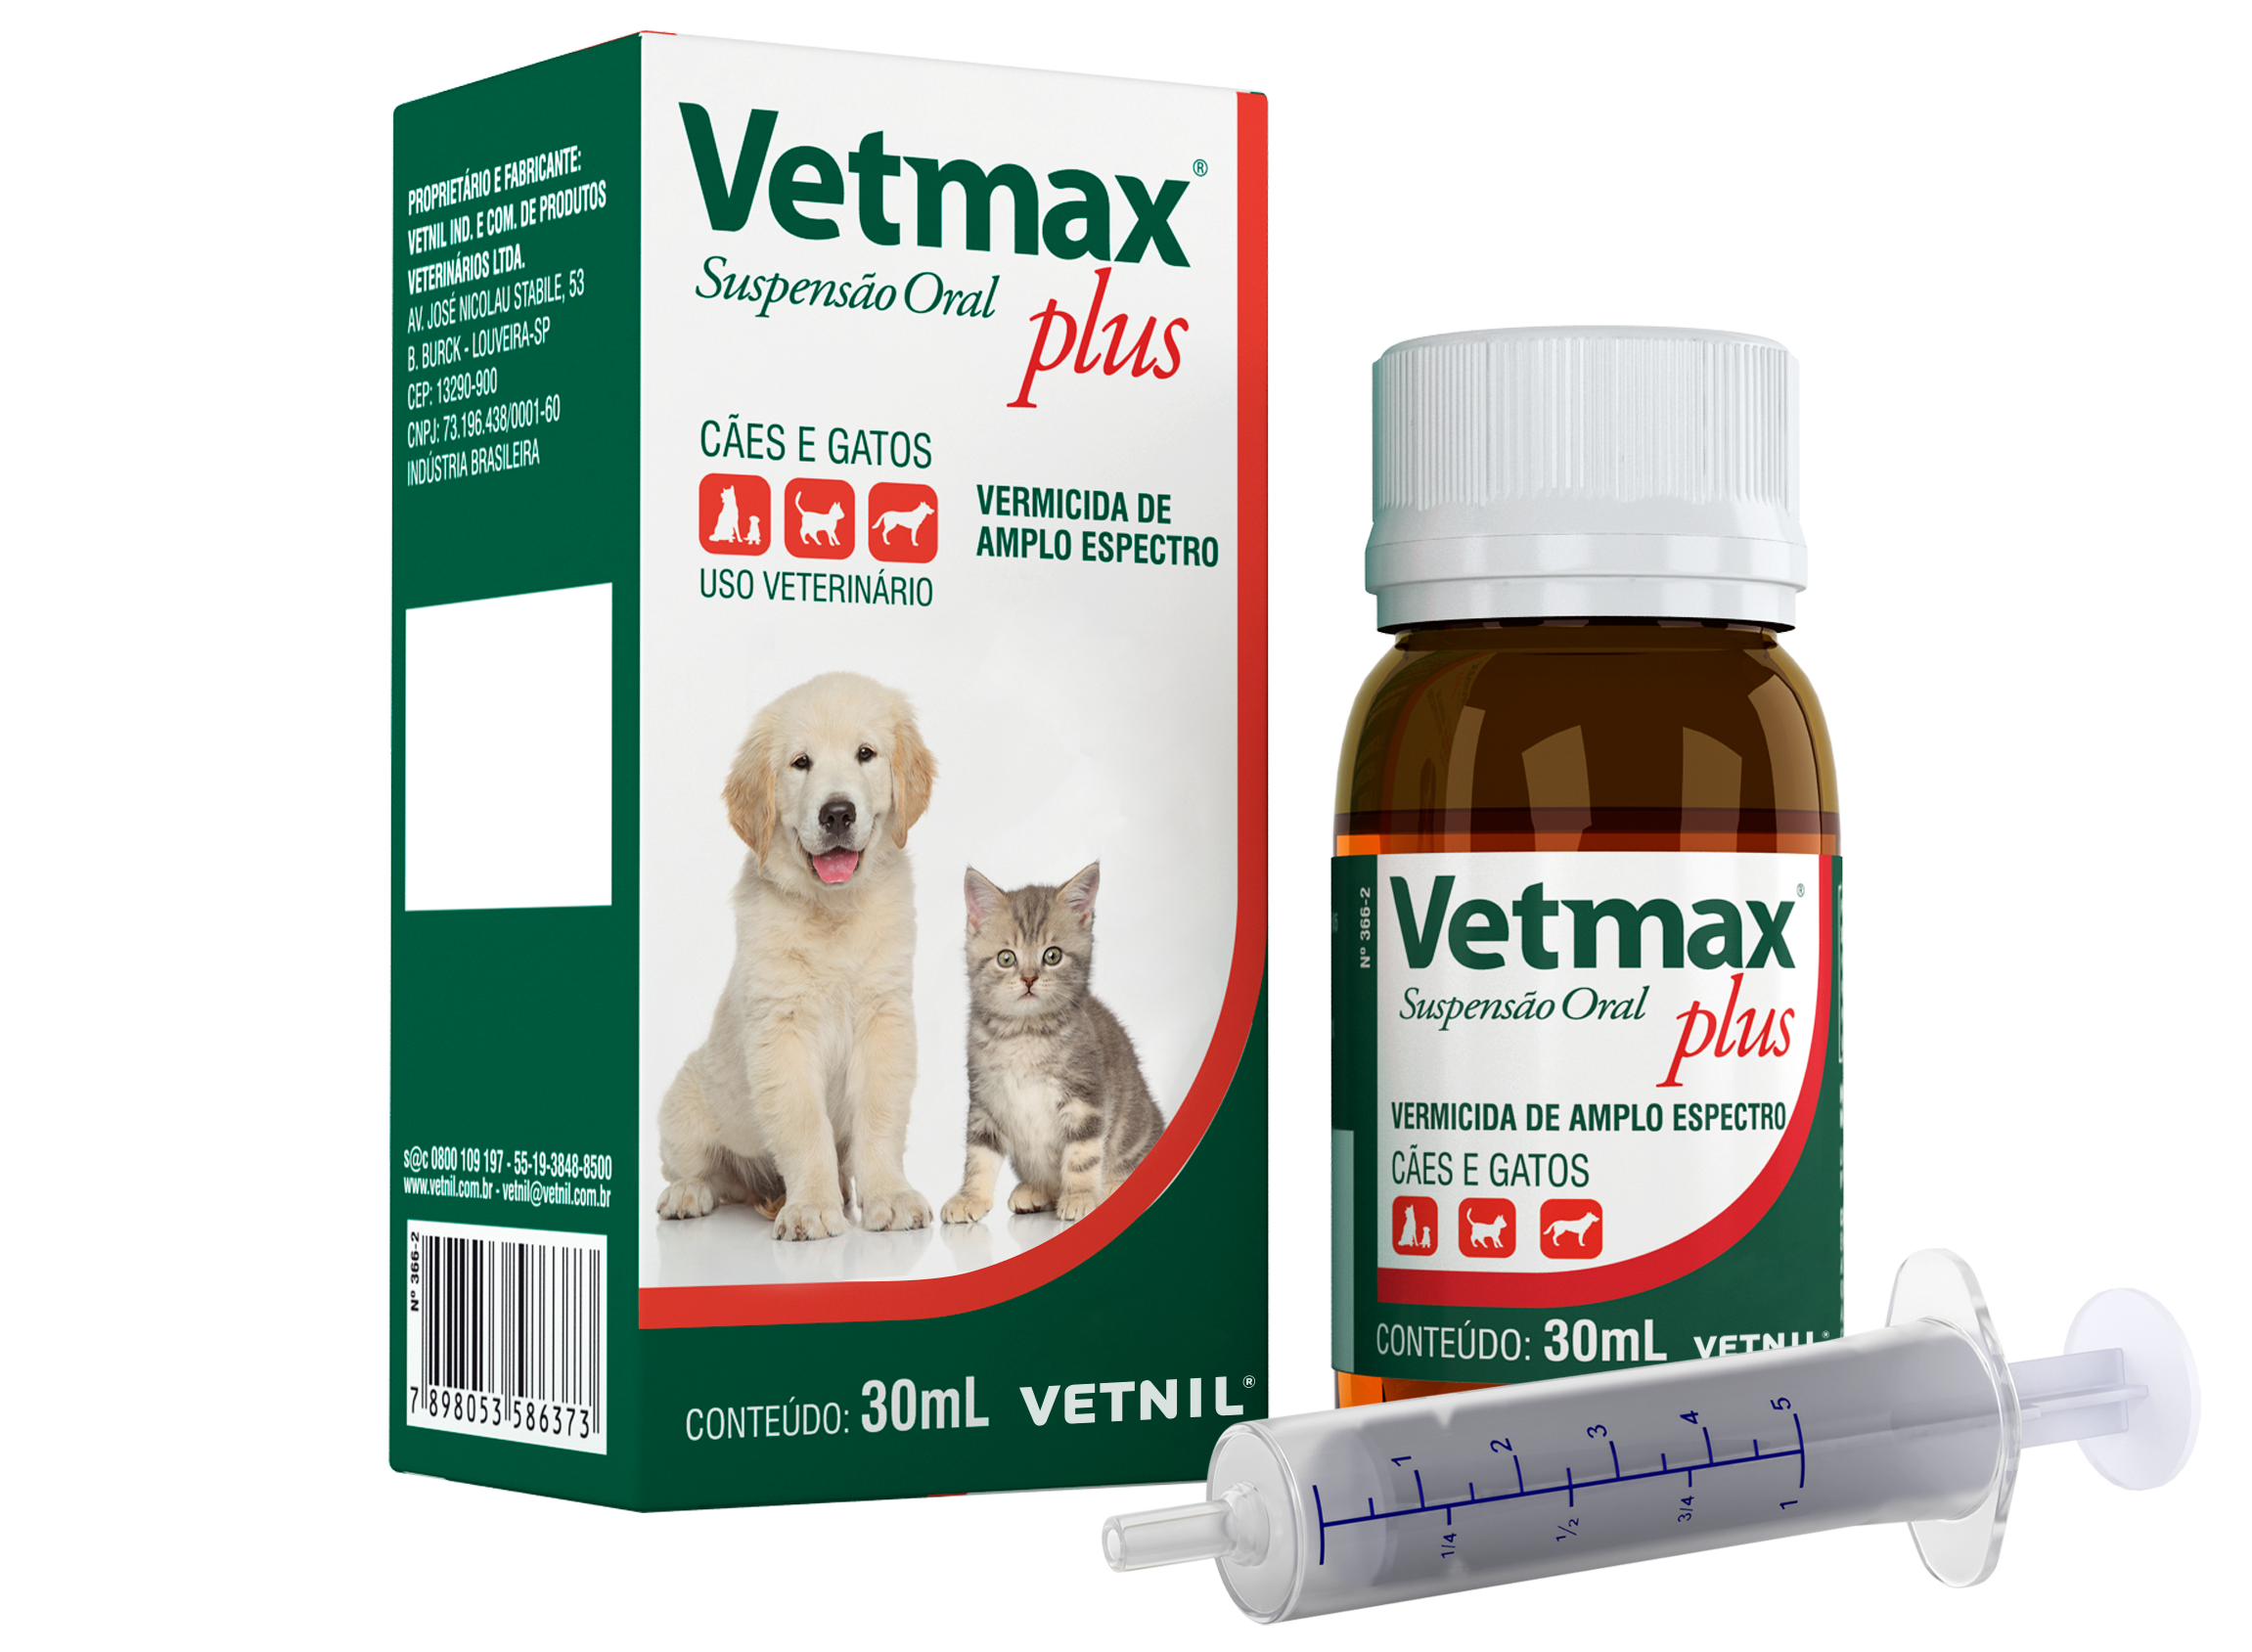 PROPRIETÁRIO E FABRICANTE:
VETNIL IND. E COM. DE PRODUTOS
VETERINÁRIOS LTDA.
AV. JOSÉ NICOLAU STABILE, 53
B. BURCK - LOUVEIRA-SP
CEP: 13290-900
CNPJ: 73.196.438/0001-60
INDÚSTRIA BRASILEIRA
s@c 0800 109 197 - 55-19-3848-8500
www.vetnil.com.br - vetnil@vetnil.com.br
Nº 366-2
7 898053 586373
Vetmax®
Suspensão Oral
plus
CÃES E GATOS
VERMICIDA DE
AMPLO ESPECTRO
USO VETERINÁRIO
CONTEÚDO: 30mL VETNIL®
Nº 366-2
Vetmax®
Suspensão Oral
plus
VERMICIDA DE AMPLO ESPECTRO
CÃES E GATOS
CONTEÚDO: 30mL VETNIL®
1 2 3 4 5
1/4 1/2 3/4 1